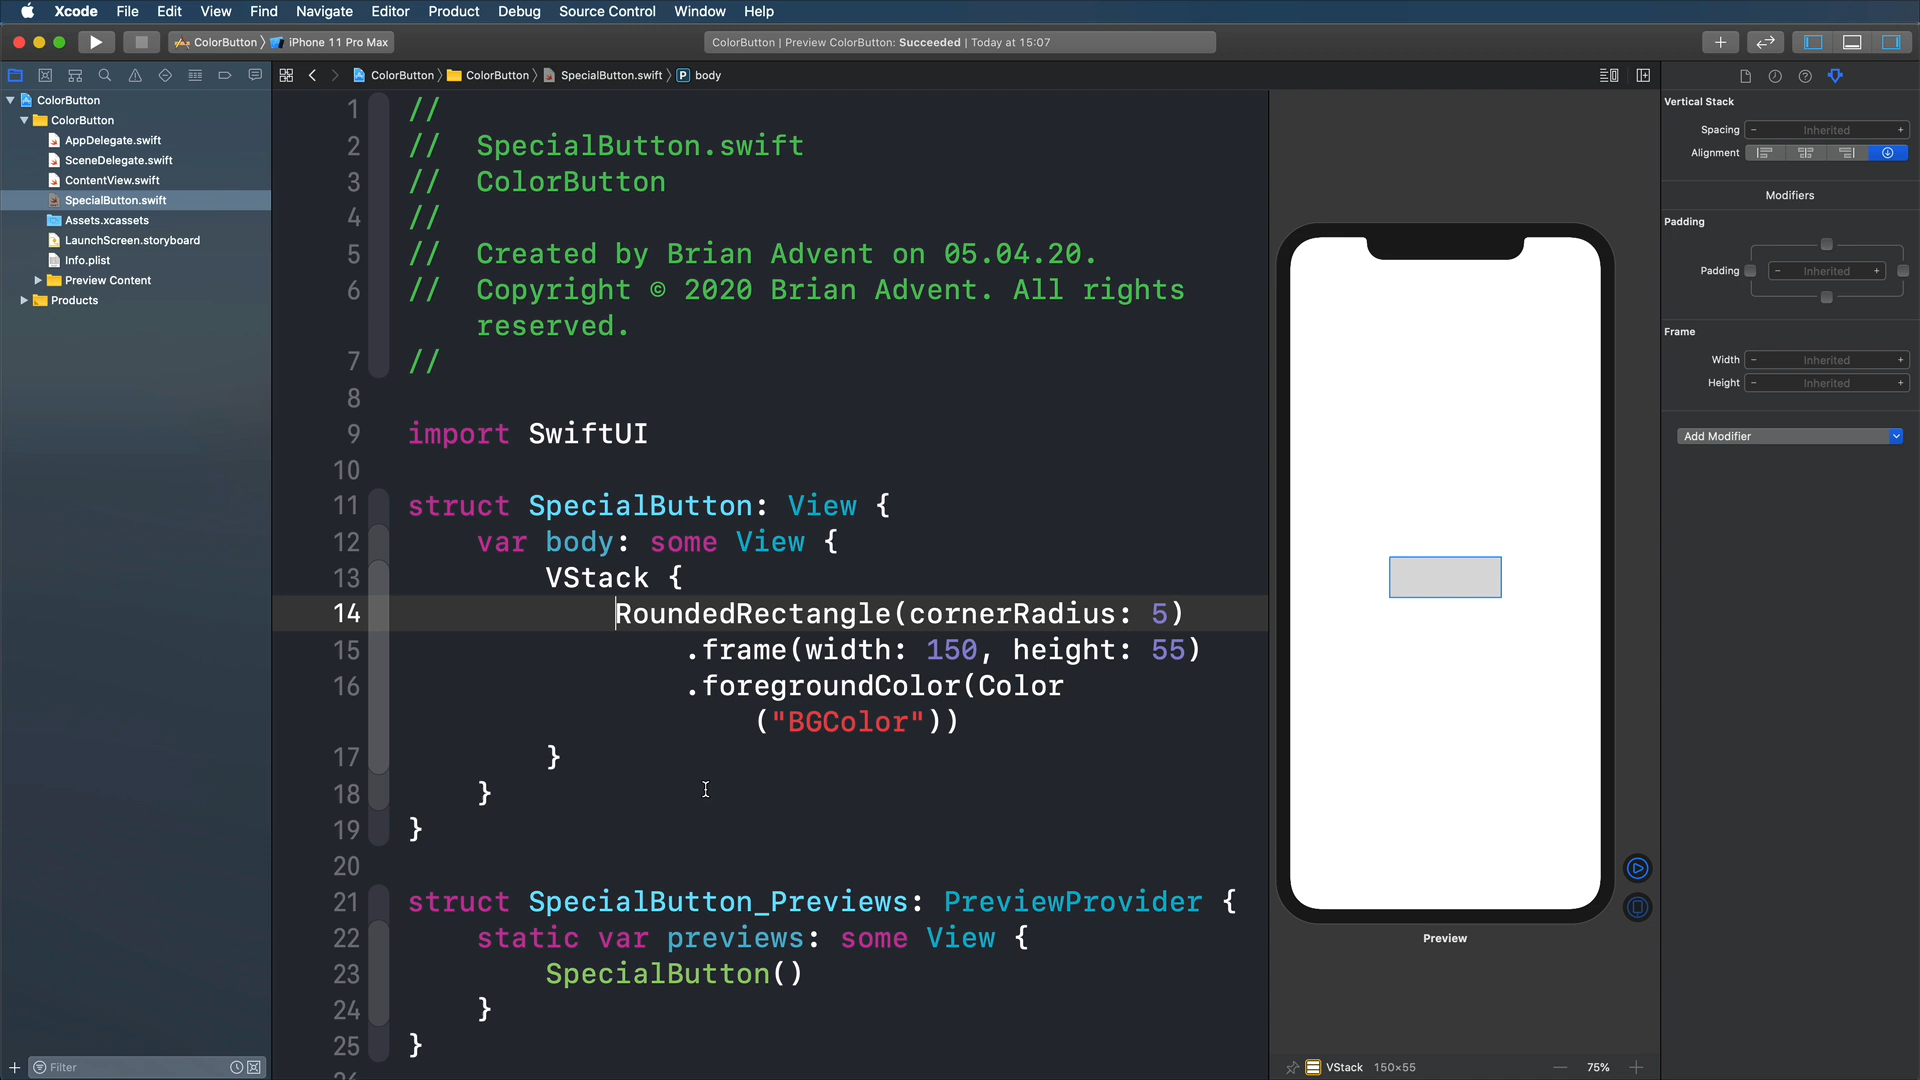 Xcode File Edit View Find Navigate Editor Product Debug Source Control Window Help
ColorButton iPhone 11 Pro Max
ColorButton | Preview ColorButton: Succeeded | Today at 15:07
ColorButton ColorButton SpecialButton.swift P body
ColorButton
ColorButton
AppDelegate.swift
SceneDelegate.swift
ContentView.swift
SpecialButton.swift
Assets.xcassets
LaunchScreen.storyboard
Info.plist
Preview Content
Products
Filter
1 //
2 // SpecialButton.swift
3 // ColorButton
4 //
5 // Created by Brian Advent on 05.04.20.
6 // Copyright © 2020 Brian Advent. All rights
reserved.
7 //
8
9 import SwiftUI
10
11 struct SpecialButton: View {
12 var body: some View {
13 VStack {
14 RoundedRectangle(cornerRadius: 5)
15 .frame(width: 150, height: 55)
16 .foregroundColor(Color
("BGColor"))
17 }
18 }
19 }
20
21 struct SpecialButton_Previews: PreviewProvider {
22 static var previews: some View {
23 SpecialButton()
24 }
25 }
Preview
VStack 150×55
75%
Vertical Stack
Spacing - Inherited +
Alignment
Modifiers
Padding
Padding - Inherited +
Frame
Width - Inherited +
Height - Inherited +
Add Modifier